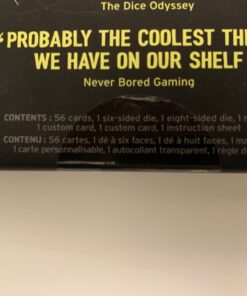 The Dice Odyssey
"PROBABLY THE COOLEST TH
WE HAVE ON OUR SHELF
Never Bored Gaming
CONTENTS : 56 cards, 1 six-sided die, 1 eight-sided die, 1
1 custom card, 1 custom card, 1 instruction sheet
CONTENU : 56 cartes, 1 dé à six faces, 1 dé à huit faces, 1
1 carte personnalisable, 1 autocollant transparent, 1 règle